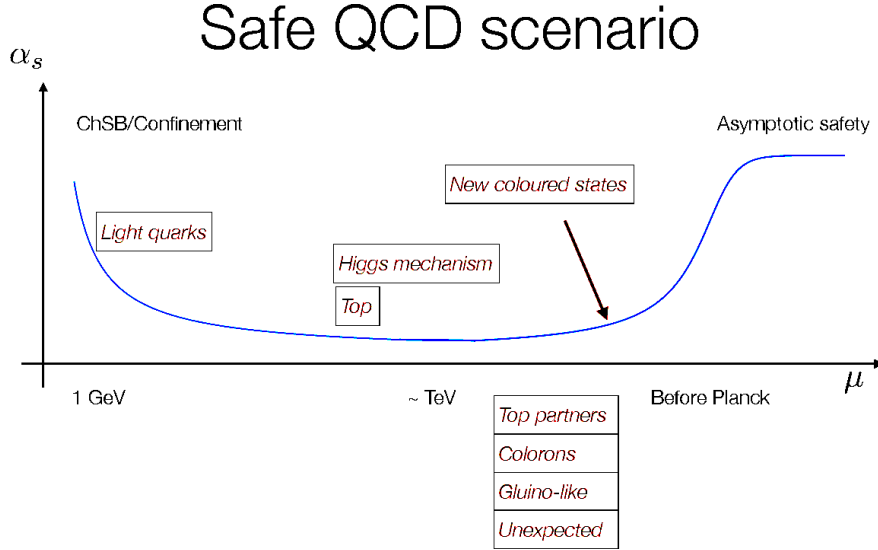 Safe QCD scenario
α_s
ChSB/Confinement
Asymptotic safety
New coloured states
Light quarks
Higgs mechanism
Top
μ
1 GeV
~ TeV
Before Planck
Top partners
Colorons
Gluino-like
Unexpected